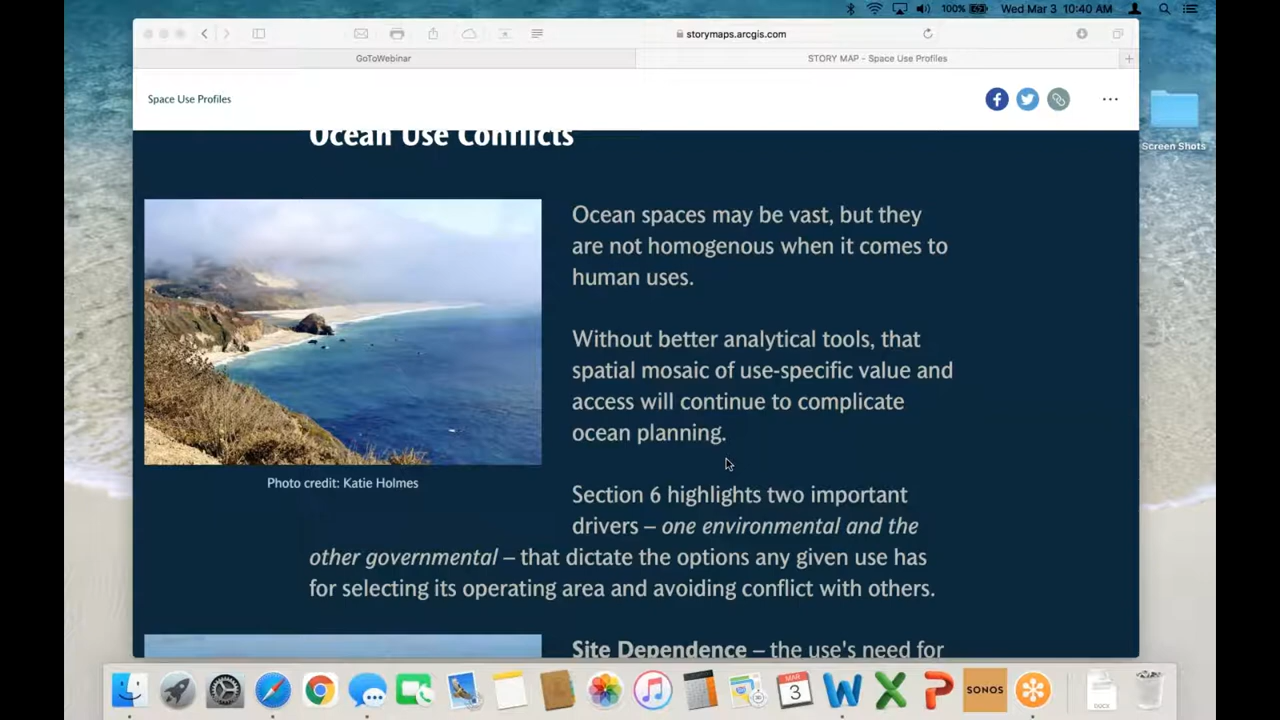 100%
Wed Mar 3 10:40 AM
storymaps.arcgis.com
GoToWebinar
STORY MAP - Space Use Profiles
Space Use Profiles
Screen Shots
Ocean Use Conflicts
Ocean spaces may be vast, but they
are not homogenous when it comes to
human uses.
Without better analytical tools, that
spatial mosaic of use-specific value and
access will continue to complicate
ocean planning.
Photo credit: Katie Holmes
Section 6 highlights two important
drivers – one environmental and the
other governmental – that dictate the options any given use has
for selecting its operating area and avoiding conflict with others.
Site Dependence – the use's need for
MAR
3
SONOS
DOCX